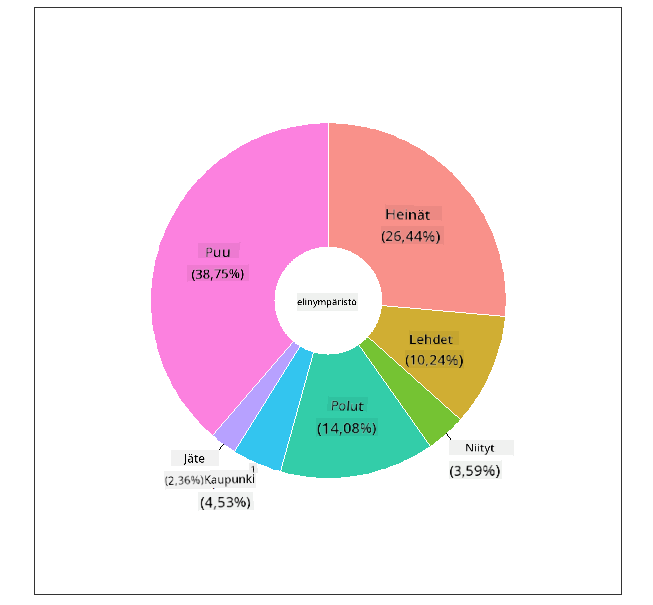 Heinät
(26,44%)
Puu
(38,75%)
elinympäristö
Lehdet
(10,24%)
Polut
(14,08%)
Niityt
(3,59%)
Jäte
(2,36%)Kaupunki
(4,53%)